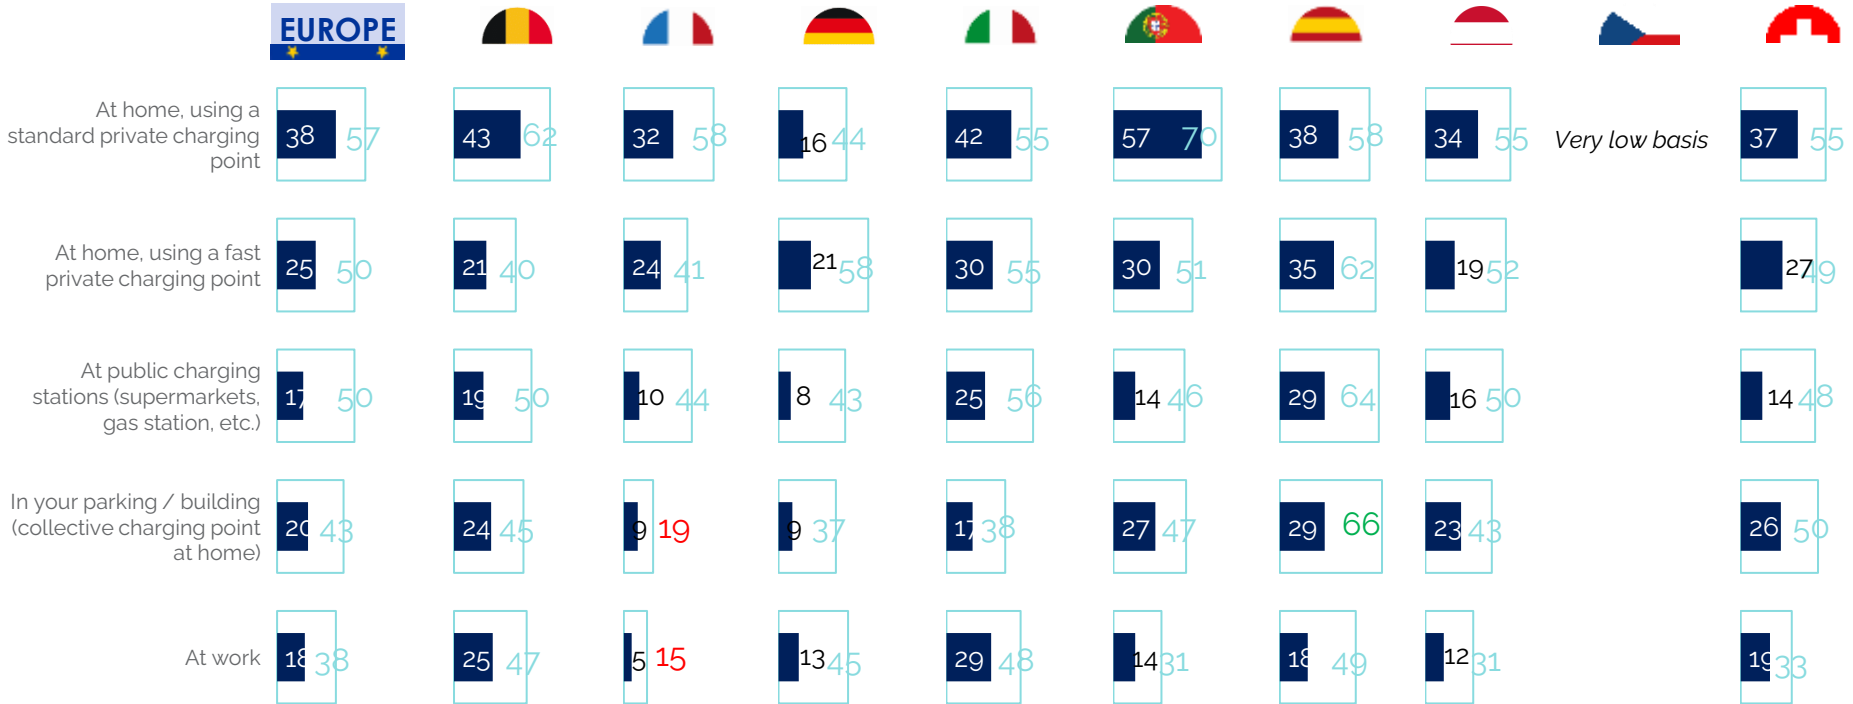 EUROPE
At home, using a
standard private charging
point
38 57 43 62 32 58 16 44 42 55 57 70 38 58 34 55 Very low basis 37 55
At home, using a fast
private charging point
25 50 21 40 24 41 21 58 30 55 30 51 35 62 19 52 27 49
At public charging
stations (supermarkets,
gas station, etc.)
17 50 19 50 10 44 8 43 25 56 14 46 29 64 16 50 14 48
In your parking / building
(collective charging point
at home)
20 43 24 45 9 19 9 37 17 38 27 47 29 66 23 43 26 50
At work
18 38 25 47 5 15 13 45 29 48 14 31 18 49 12 31 19 33